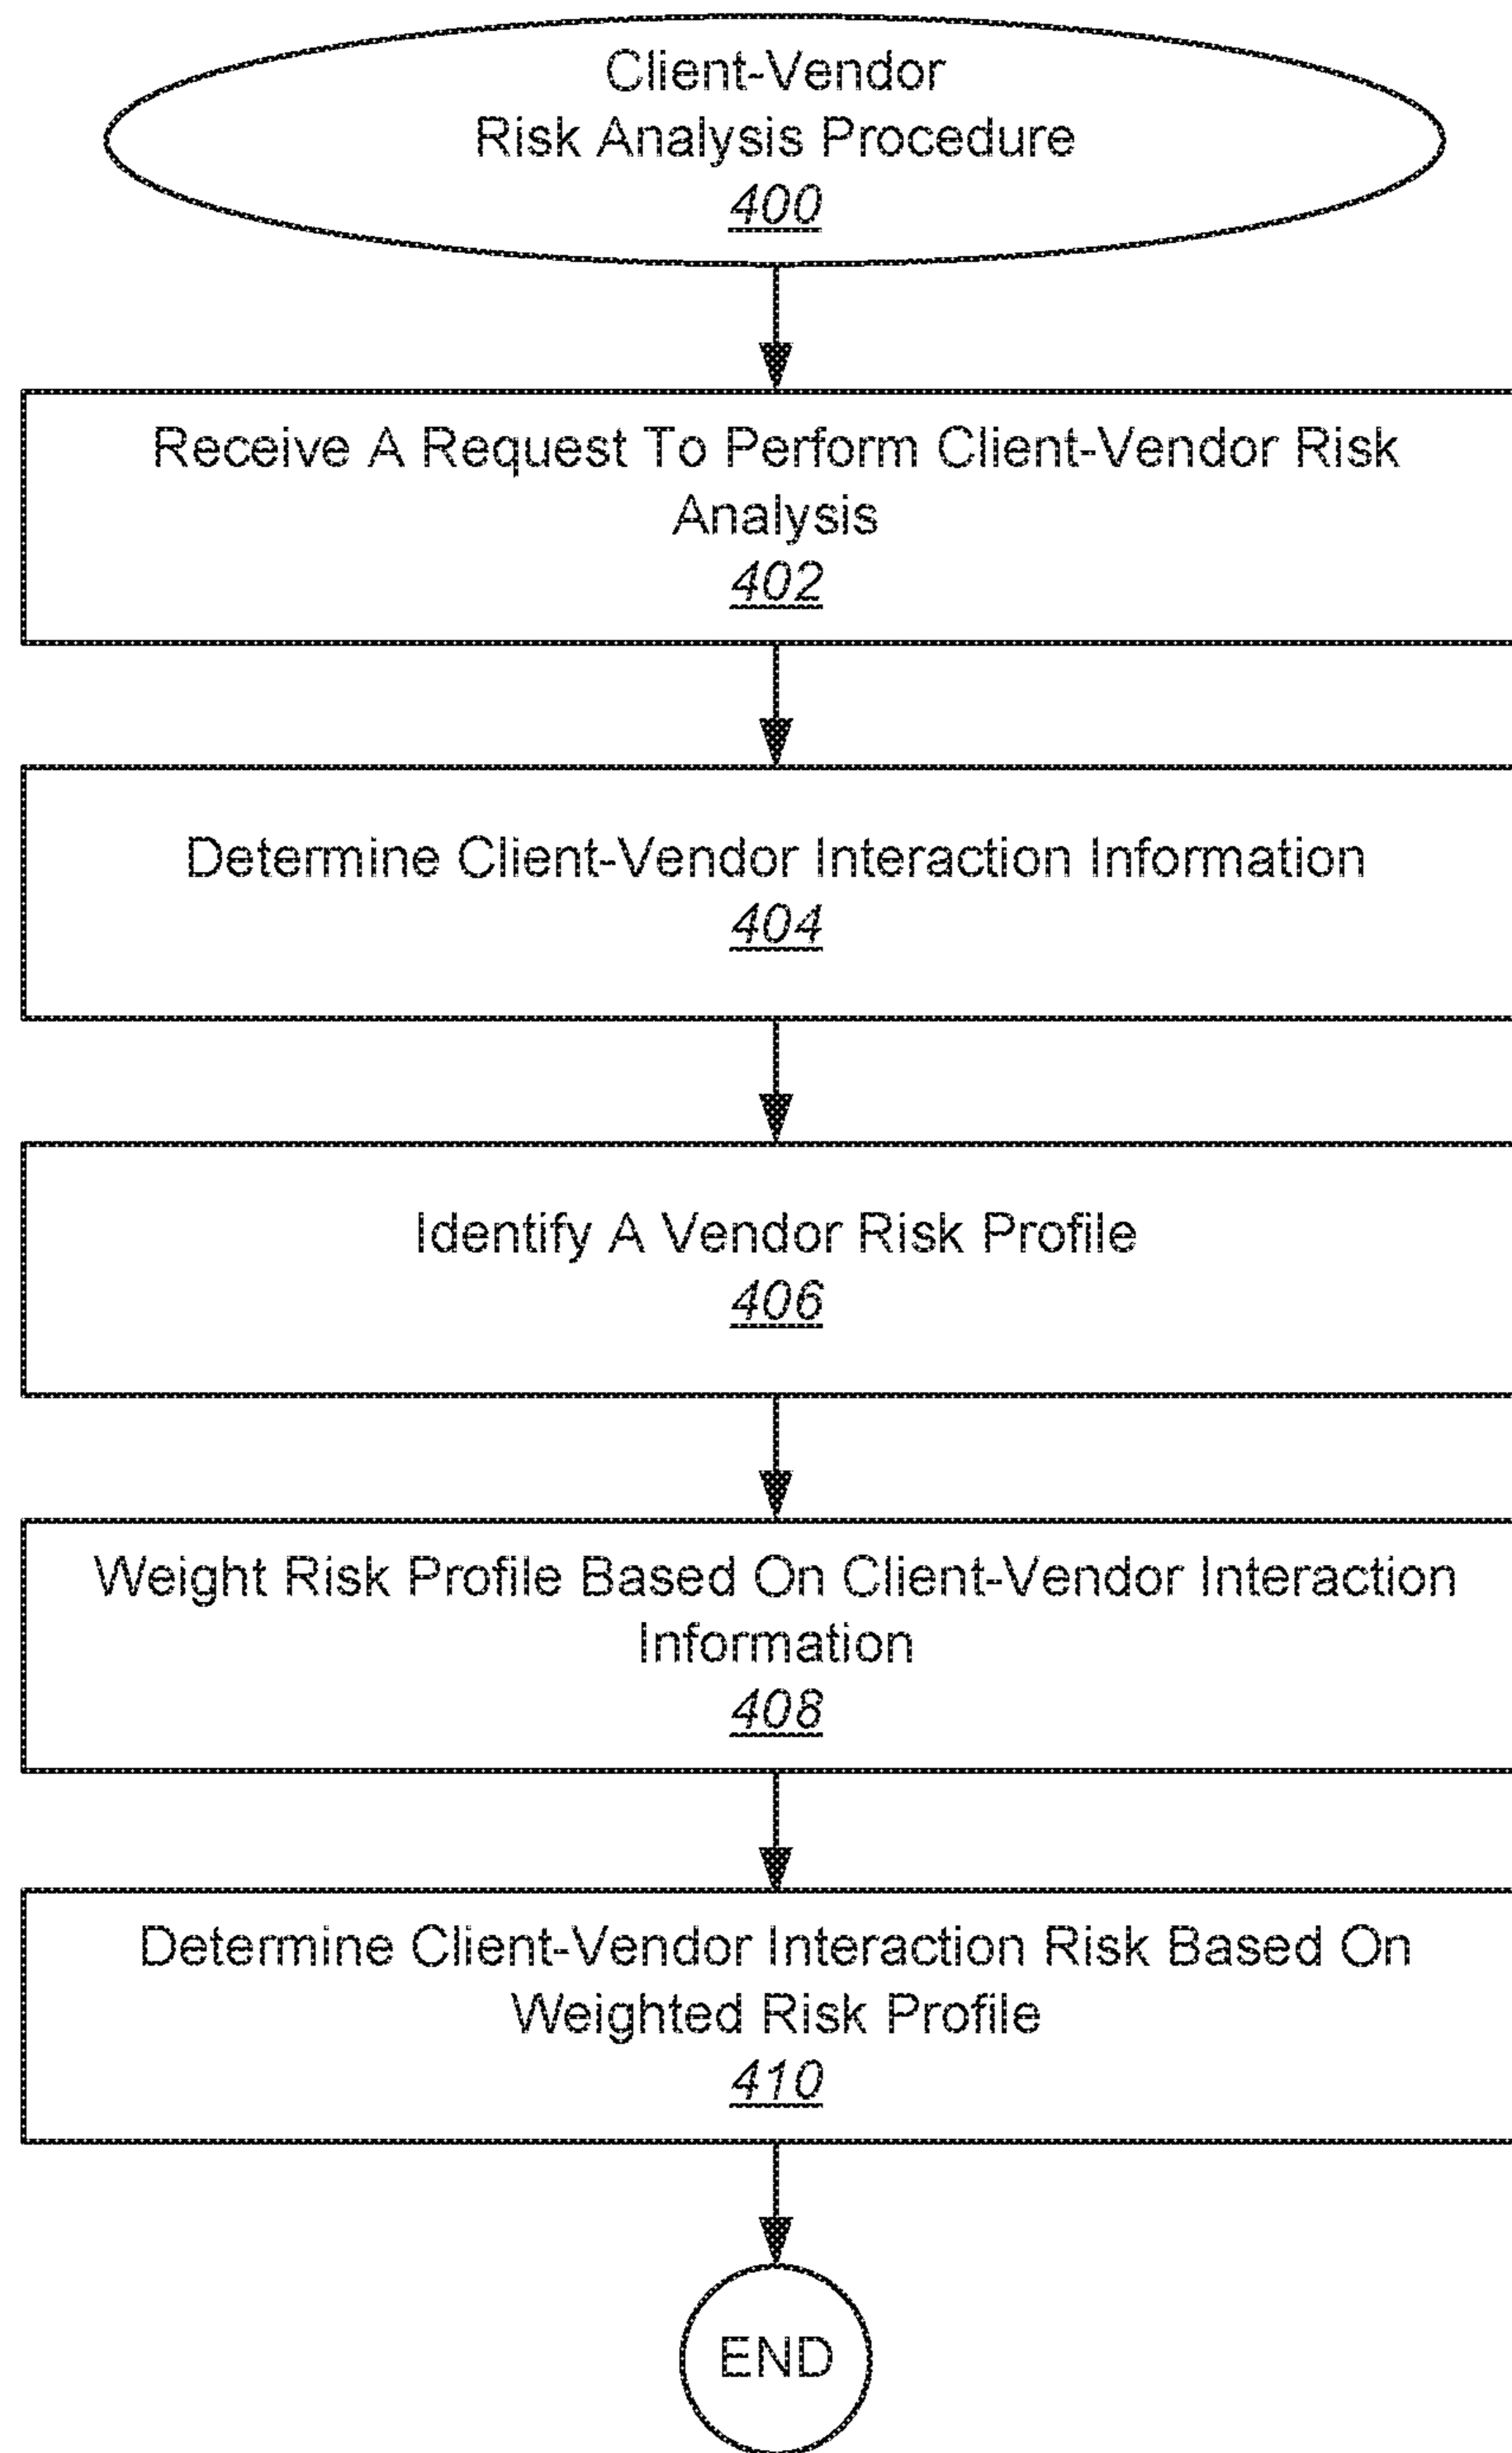 Client-Vendor
Risk Analysis Procedure
400
Receive A Request To Perform Client-Vendor Risk
Analysis
402
Determine Client-Vendor Interaction Information
404
Identify A Vendor Risk Profile
406
Weight Risk Profile Based On Client-Vendor Interaction
Information
408
Determine Client-Vendor Interaction Risk Based On
Weighted Risk Profile
410
END